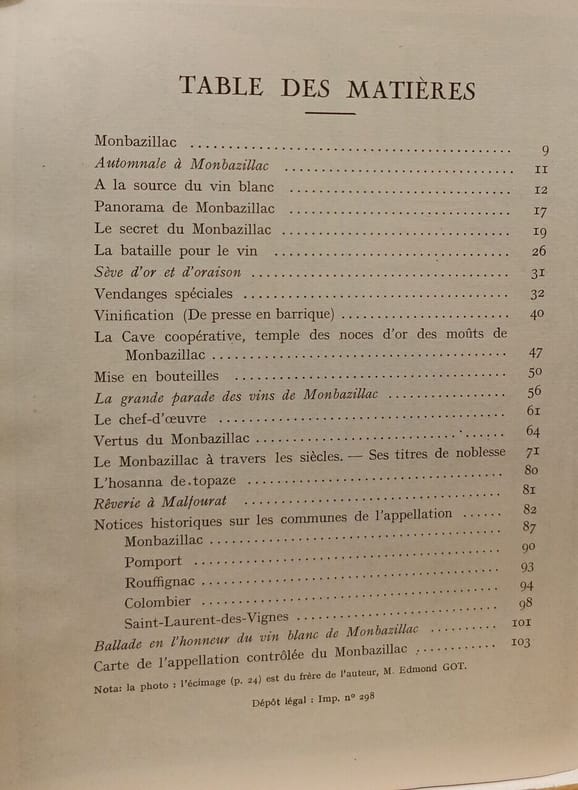 TABLE DES MATIÈRES
Monbazillac ........ 9
Automnale à Monbazillac ........ 11
A la source du vin blanc ........ 12
Panorama de Monbazillac ........ 17
Le secret du Monbazillac ........ 19
La bataille pour le vin ........ 26
Sève d'or et d'oraison ........ 31
Vendanges spéciales ........ 32
Vinification (De presse en barrique) ........ 40
La Cave coopérative, temple des noces d'or des moûts de
Monbazillac ........ 47
Mise en bouteilles ........ 50
La grande parade des vins de Monbazillac ........ 56
Le chef-d'œuvre ........ 61
Vertus du Monbazillac ........ 64
Le Monbazillac à travers les siècles. — Ses titres de noblesse 71
L'hosanna de topaze ........ 80
Rêverie à Malfourat ........ 81
Notices historiques sur les communes de l'appellation ...... 82
Monbazillac ........ 87
Pomport ........ 90
Rouffignac ........ 93
Colombier ........ 94
Saint-Laurent-des-Vignes ........ 98
Ballade en l'honneur du vin blanc de Monbazillac ........ 101
Carte de l'appellation contrôlée du Monbazillac ........ 103
Nota: la photo : l'écimage (p. 24) est du frère de l'auteur, M. Edmond GOT.
Dépôt légal : Imp. nº 298